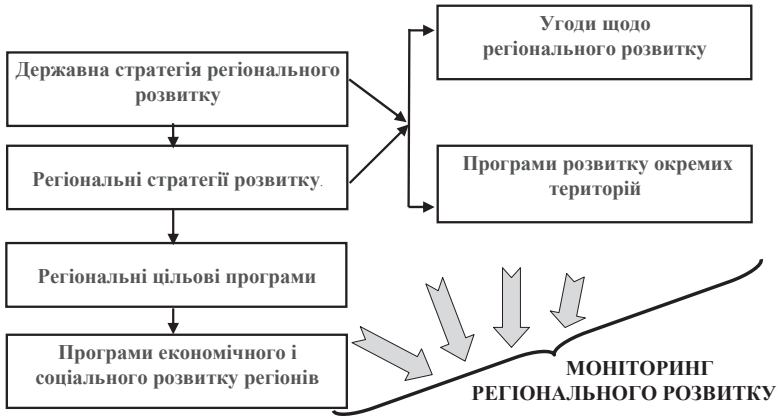 Державна стратегія регіонального
розвитку
Регіональні стратегії розвитку.
Регіональні цільові програми
Програми економічного і
соціального розвитку регіонів
Угоди щодо
регіонального розвитку
Програми розвитку окремих
територій
МОНІТОРИНГ
РЕГІОНАЛЬНОГО РОЗВИТКУ